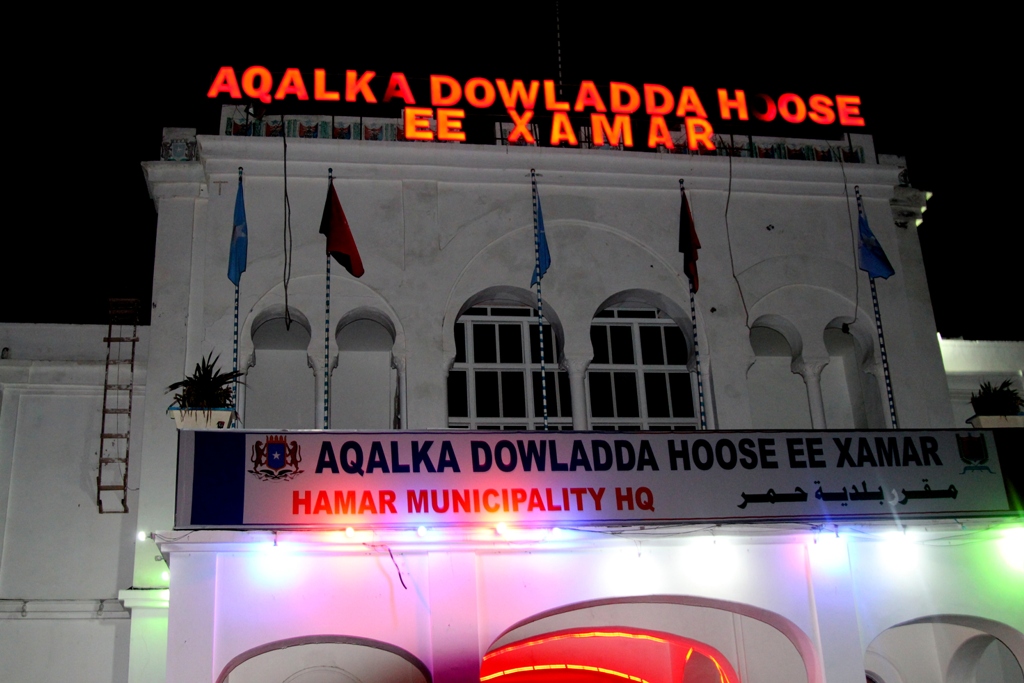 AQALKA DOWLADDA HOOSE
EE XAMAR
AQALKA DOWLADDA HOOSE EE XAMAR
HAMAR MUNICIPALITY HQ
مقر بلدية حمر